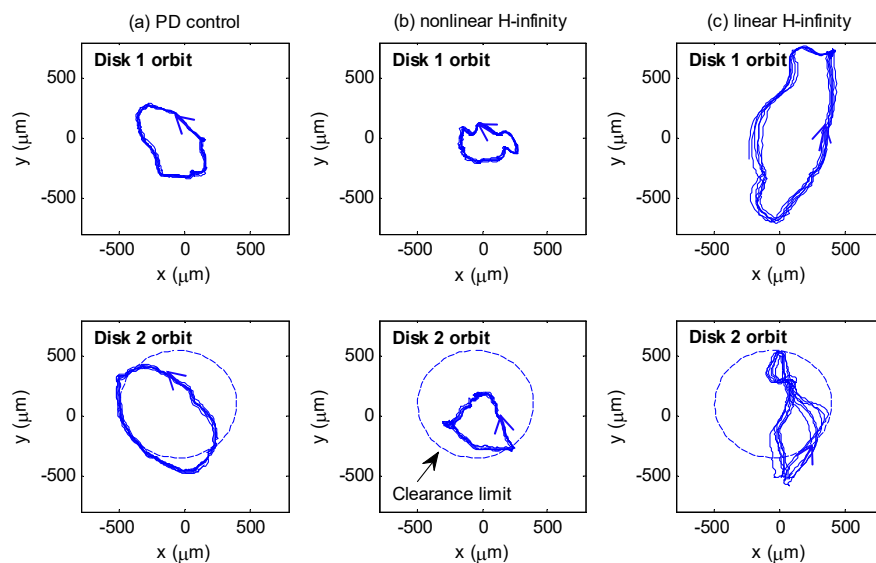 (a) PD control
(b) nonlinear H-infinity
(c) linear H-infinity
Disk 1 orbit
Disk 1 orbit
Disk 1 orbit
500
0
-500
y (μm)
-500 0 500
x (μm)
500
0
-500
y (μm)
-500 0 500
x (μm)
500
0
-500
y (μm)
-500 0 500
x (μm)
Disk 2 orbit
Disk 2 orbit
Disk 2 orbit
500
0
-500
y (μm)
-500 0 500
x (μm)
500
0
-500
y (μm)
Clearance limit
-500 0 500
x (μm)
500
0
-500
y (μm)
-500 0 500
x (μm)